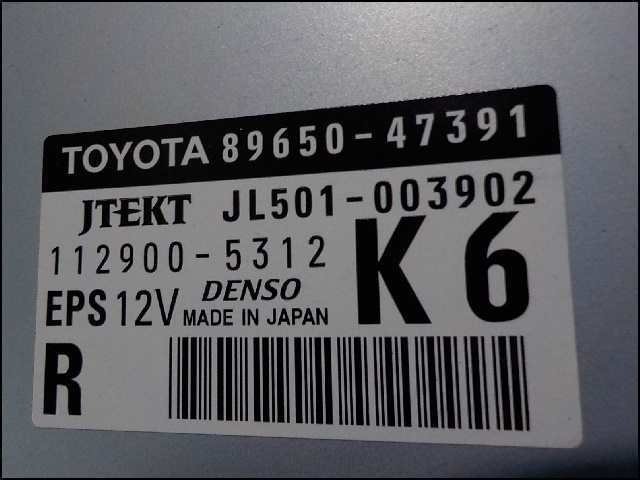 TOYOTA 89650-47391
JTEKT JL501-003902
112900-5312
K6
EPS 12V DENSO
MADE IN JAPAN
R